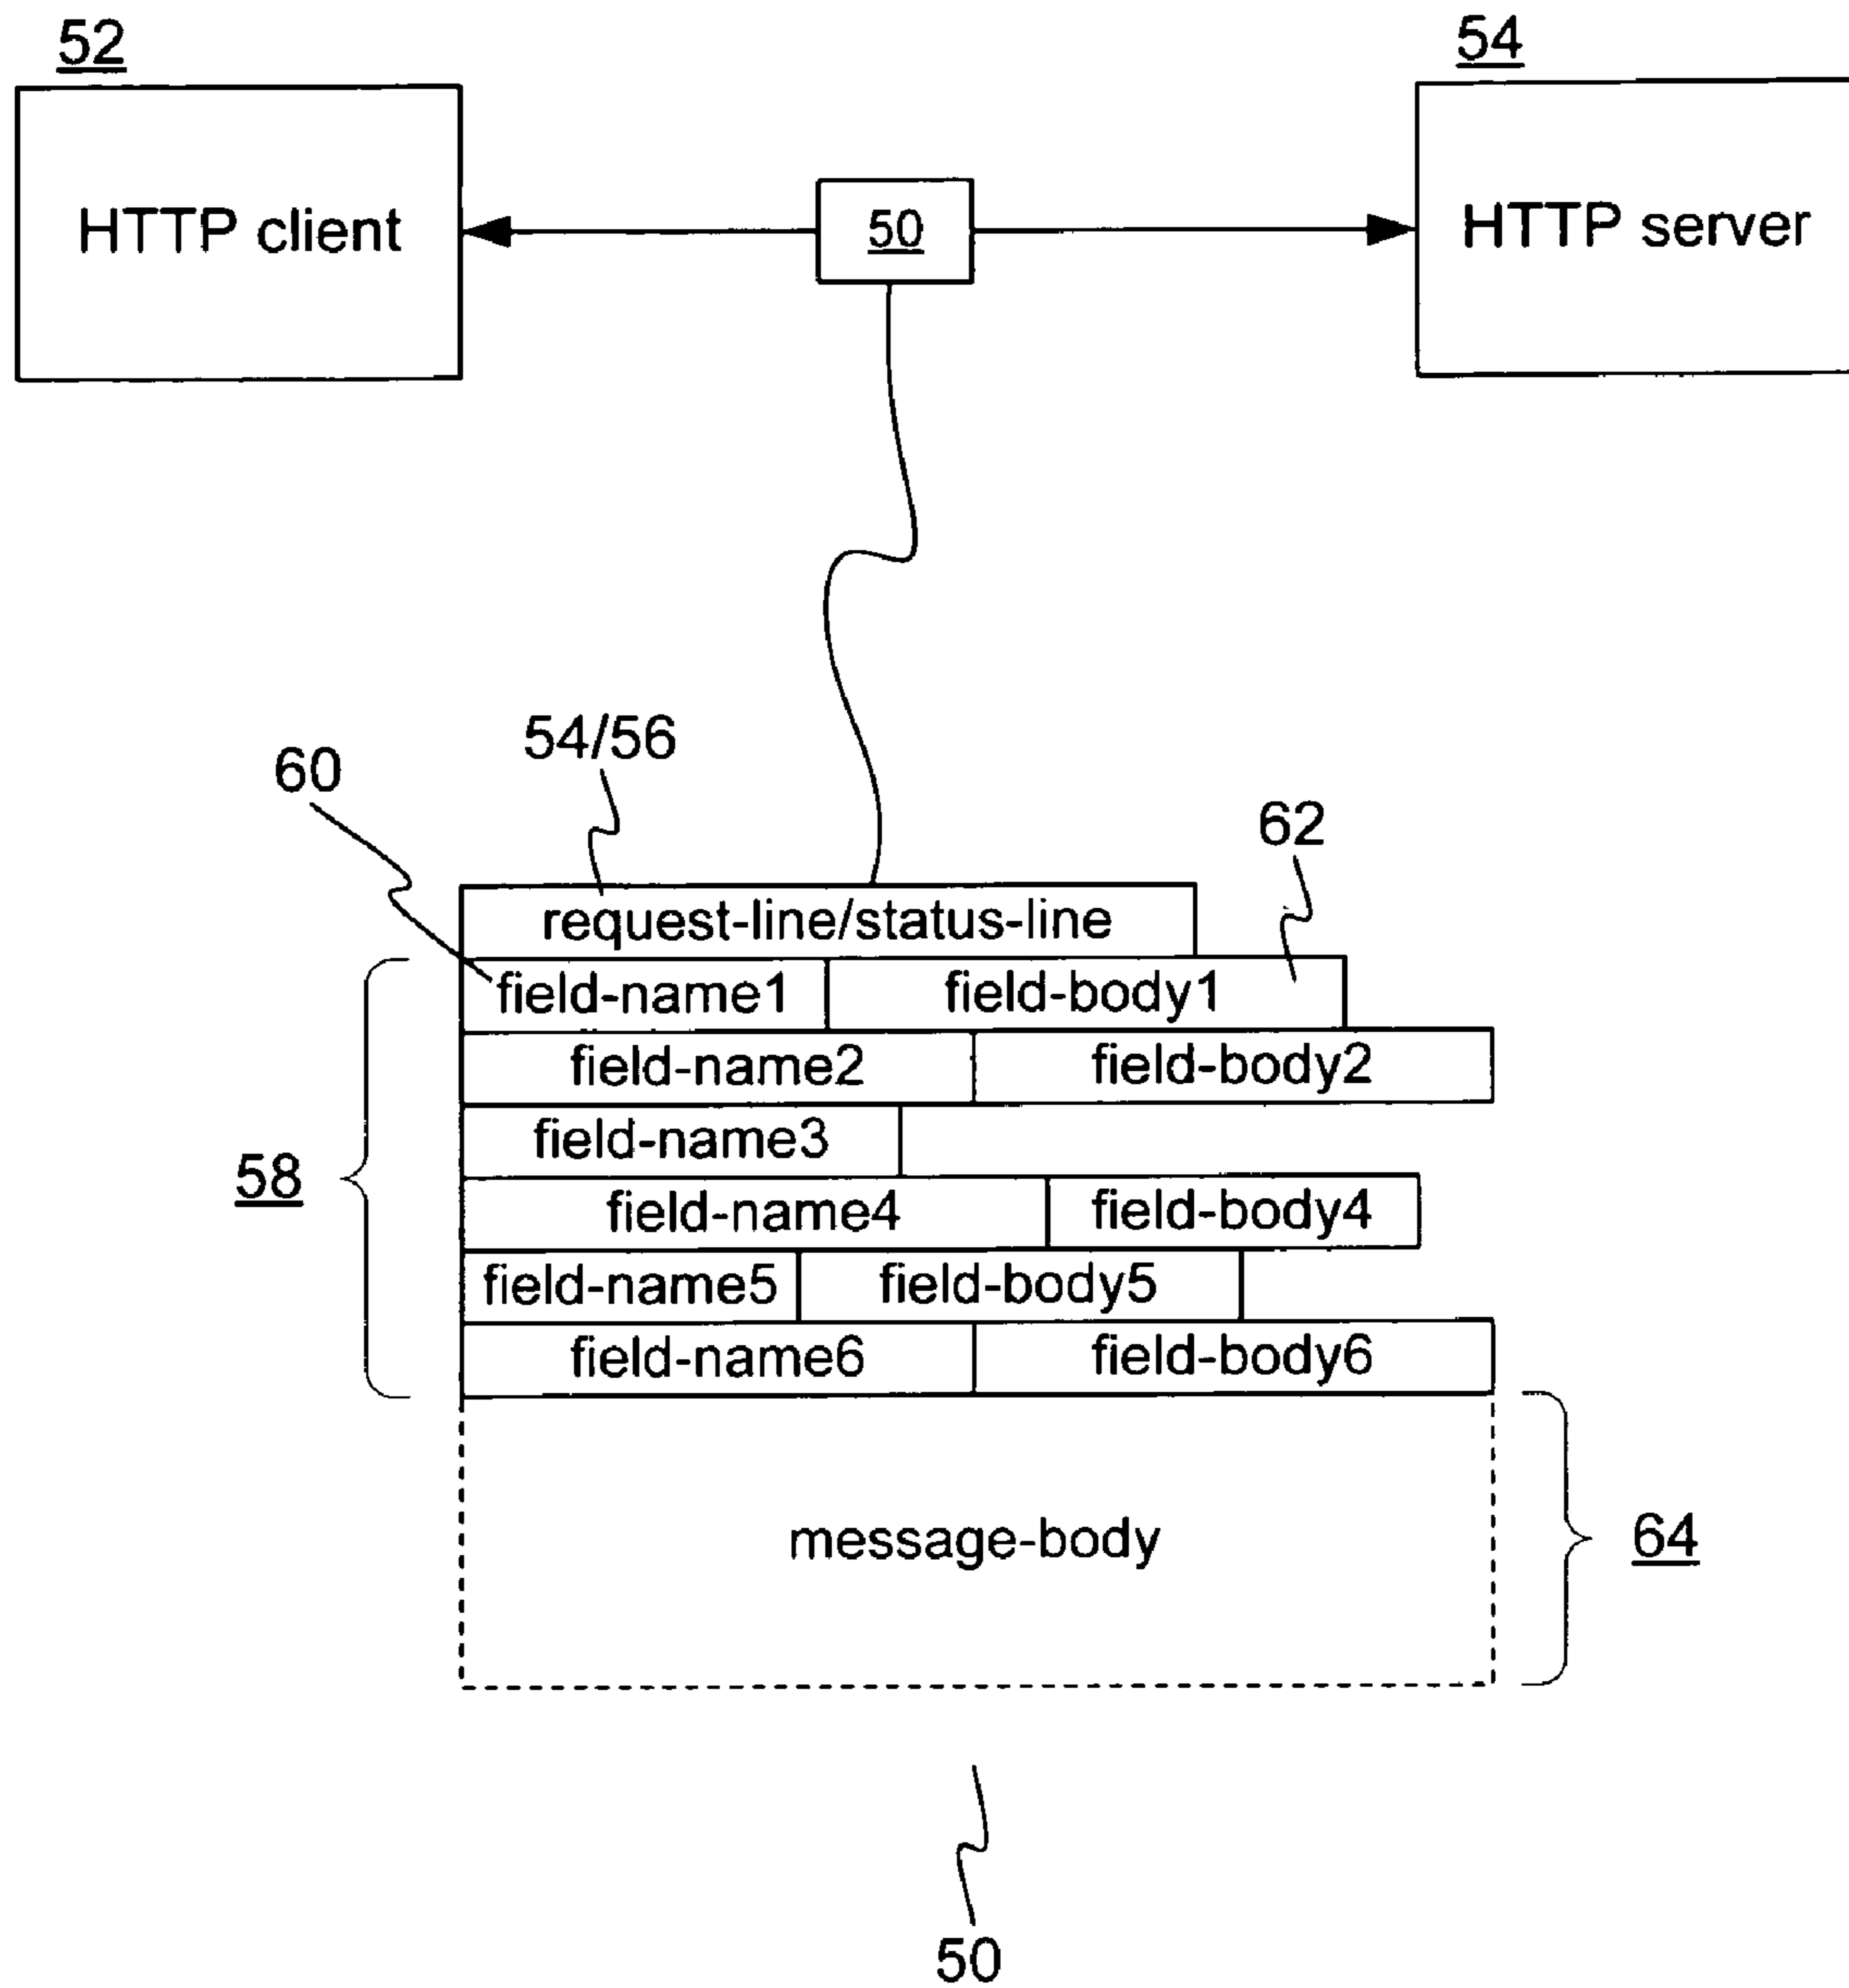 52
54
HTTP client
50
HTTP server
54/56
60
62
request-line/status-line
field-name1 field-body1
field-name2 field-body2
field-name3
58
field-name4 field-body4
field-name5 field-body5
field-name6 field-body6
message-body
64
50